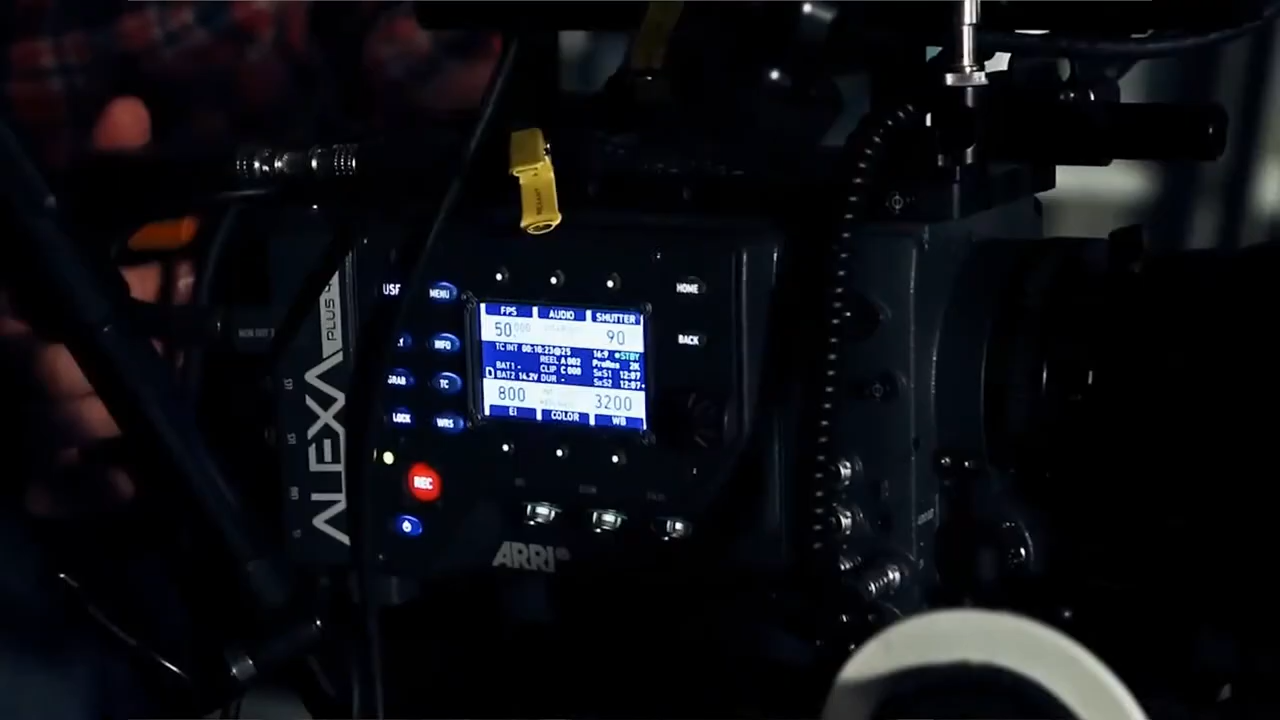 USE
MENU
HOME
BACK
INFO
GRAB
TC
LOCK
WRS
REC
FPS AUDIO SHUTTER
50.000 90
TC INT 00:10:23@25 16:9 ●STBY
REEL A 002 ProRes 2K
BAT1 - CLIP C 000 SxS1 12:07
BAT2 14.2V DUR - SxS2 12:07
800 3200
EI COLOR WB
ALEXA
PLUS 4
ARRI